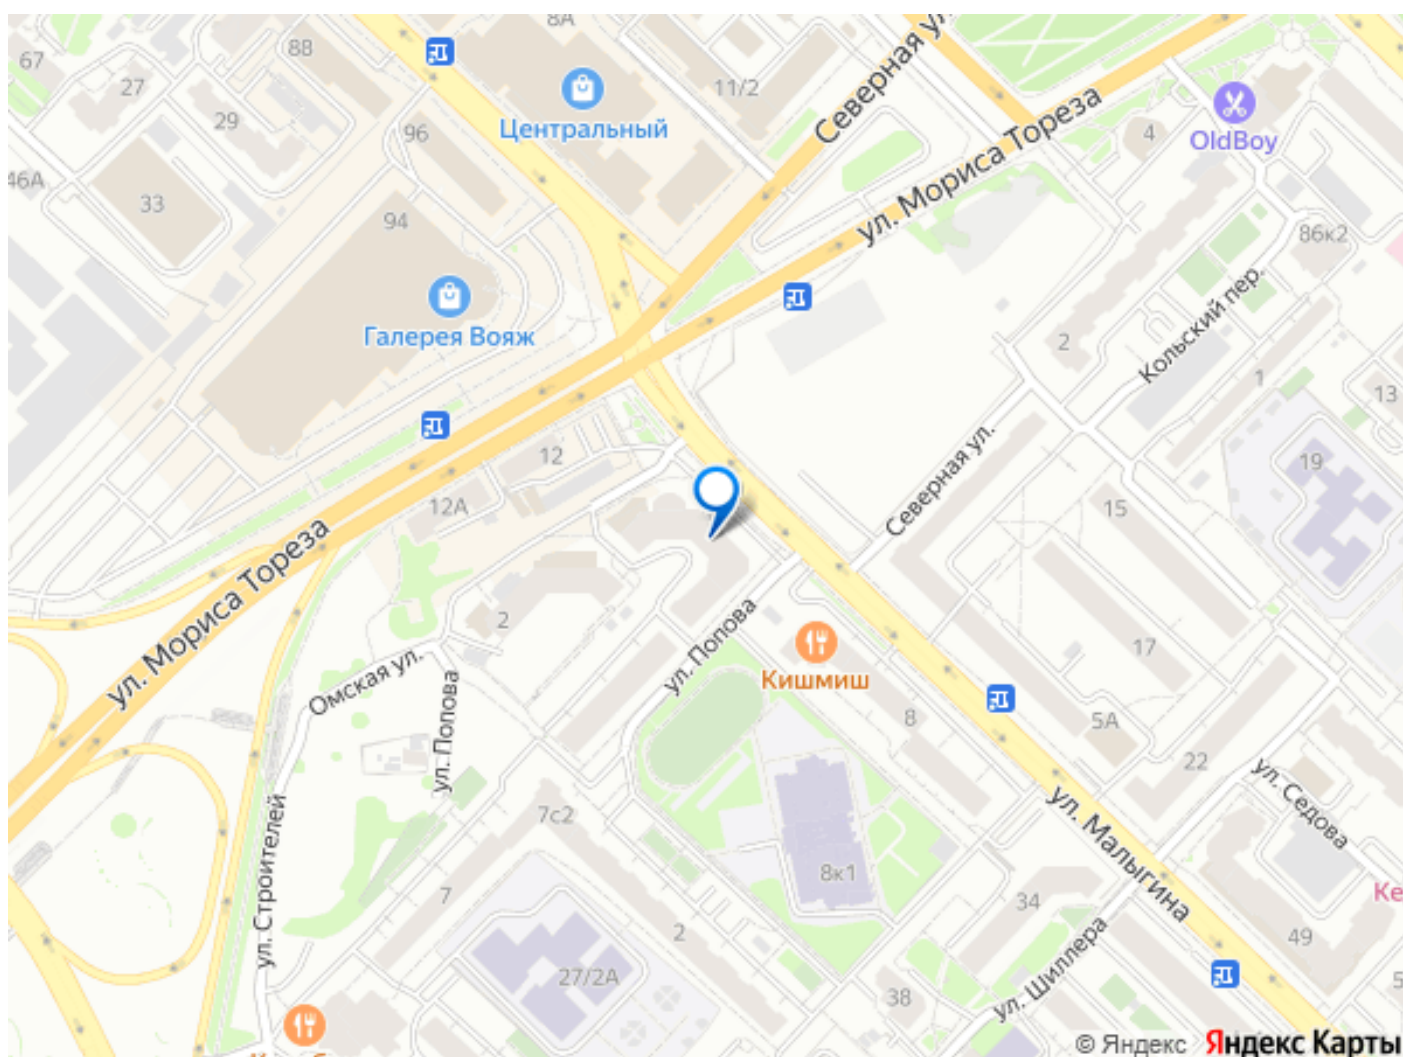 8А
67
8В
27
11/2
Северная ул.
29
96
Центральный
ул. Мориса Тореза
4
OldBoy
46А
33
94
86к2
Кольский пер.
Галерея Вояж
2
1
13
12
Северная ул.
19
12А
15
ул. Мориса Тореза
2
ул. Попова
17
Кишмиш
Омская ул.
ул. Попова
8
5А
22
ул. Седова
7с2
ул. Малыгина
ул. Строителей
8к1
7
34
2
49
27/2А
38
ул. Шиллера
© Яндекс Яндекс Карты